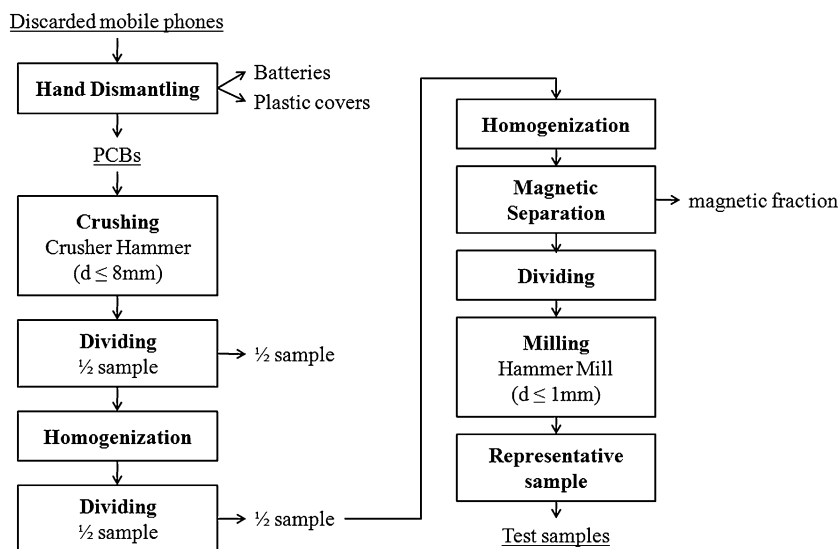 Discarded mobile phones
Hand Dismantling
Batteries
Plastic covers
PCBs
Crushing
Crusher Hammer
(d ≤ 8mm)
Dividing
½ sample
½ sample
Homogenization
Dividing
½ sample
½ sample
Homogenization
Magnetic
Separation
magnetic fraction
Dividing
Milling
Hammer Mill
(d ≤ 1mm)
Representative
sample
Test samples